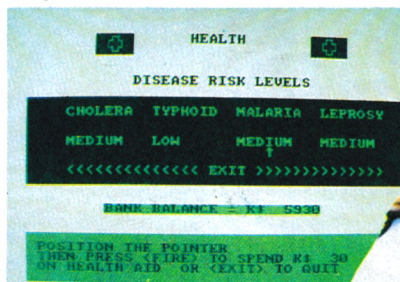 HEALTH
DISEASE RISK LEVELS
CHOLERA TYPHOID MALARIA LEPROSY
MEDIUM LOW MEDIUM MEDIUM
<<<<<<<<<<<<<<< EXIT >>>>>>>>>>>>>>>
BANK BALANCE = K$ 5930
POSITION THE POINTER
THEN PRESS <FIRE> TO SPEND K$ 30
ON HEALTH AID OR <EXIT> TO QUIT